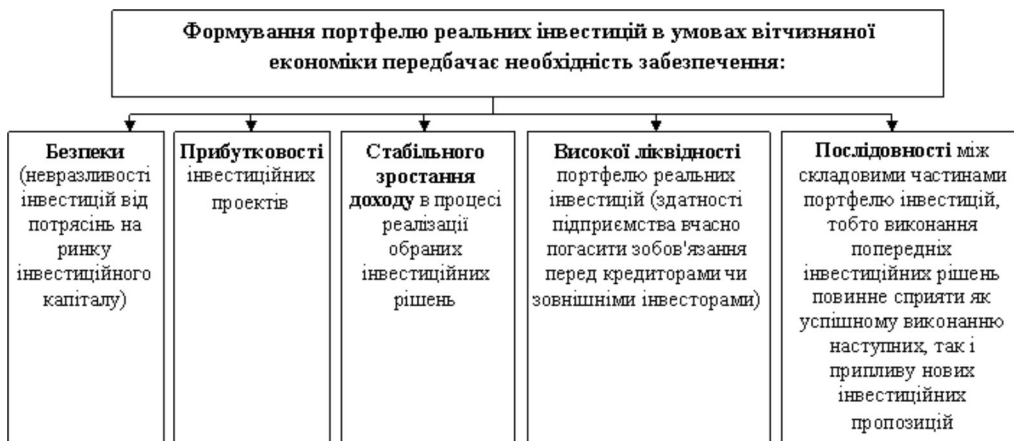 Формування портфелю реальних інвестицій в умовах вітчизняної
економіки передбачає необхідність забезпечення:
Безпеки
(невразливості
інвестицій від
потрясінь на
ринку
інвестиційного
капіталу)
Прибутковості
інвестиційних
проектів
Стабільного
зростання
доходу в процесі
реалізації
обраних
інвестиційних
рішень
Високої ліквідності
портфелю реальних
інвестицій (здатності
підприємства вчасно
погасити зобов'язання
перед кредиторами чи
зовнішніми інвесторами)
Послідовності між
складовими частинами
портфелю інвестицій,
тобто виконання
попередніх
інвестиційних рішень
повинне сприяти як
успішному виконанню
наступних, так і
припливу нових
інвестиційних
пропозицій